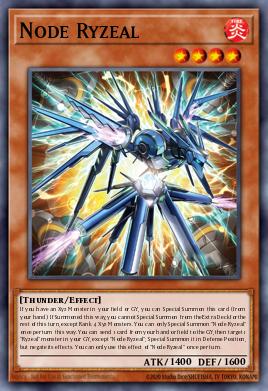 Node Ryzeal
炎
[Thunder/Effect]
If you have an Xyz Monster in your field or GY, you can Special Summon this card (from
your hand). If Summoned this way, you cannot Special Summon from the Extra Deck for the
rest of this turn, except Rank 4 Xyz Monsters. You can only Special Summon "Node Ryzeal"
once per turn this way. You can send 1 card from your hand or field to the GY, then target 1
"Ryzeal" monster in your GY, except "Node Ryzeal"; Special Summon it in Defense Position,
but negate its effects. You can only use this effect of "Node Ryzeal" once per turn.
ATK/1400 DEF/1600